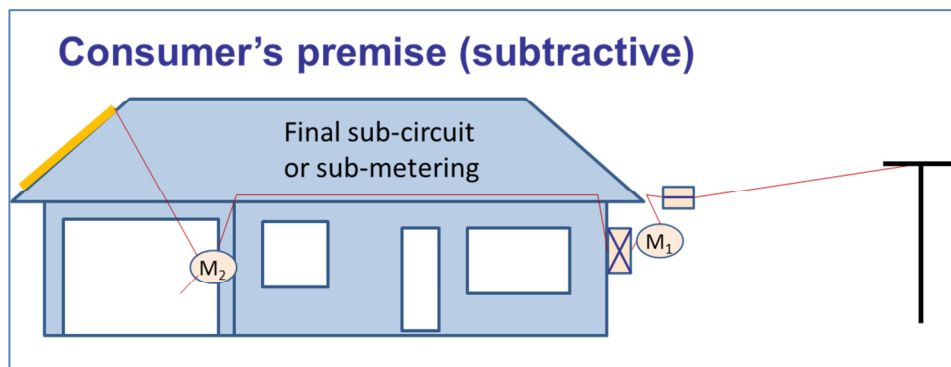 Consumer’s premise (subtractive)
Final sub-circuit
or sub-metering
M₁
M₂